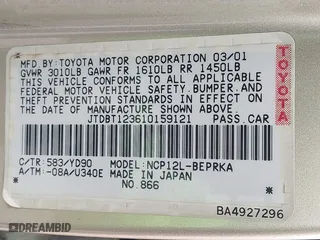 MFD. BY: TOYOTA MOTOR CORPORATION 03/01
GVWR 3010LB GAWR FR 1610LB RR 1450LB
THIS VEHICLE CONFORMS TO ALL APPLICABLE
FEDERAL MOTOR VEHICLE SAFETY, BUMPER, AND
THEFT PREVENTION STANDARDS IN EFFECT ON
THE DATE OF MANUFACTURE SHOWN ABOVE.
JTDBT123610159121 PASS.CAR
C/TR: 583/YD90 MODEL: NCP12L-BEPRKA
A/TM: -08A/U340E MADE IN JAPAN
NO.866
TOYOTA
BA4927296
DREAMBID